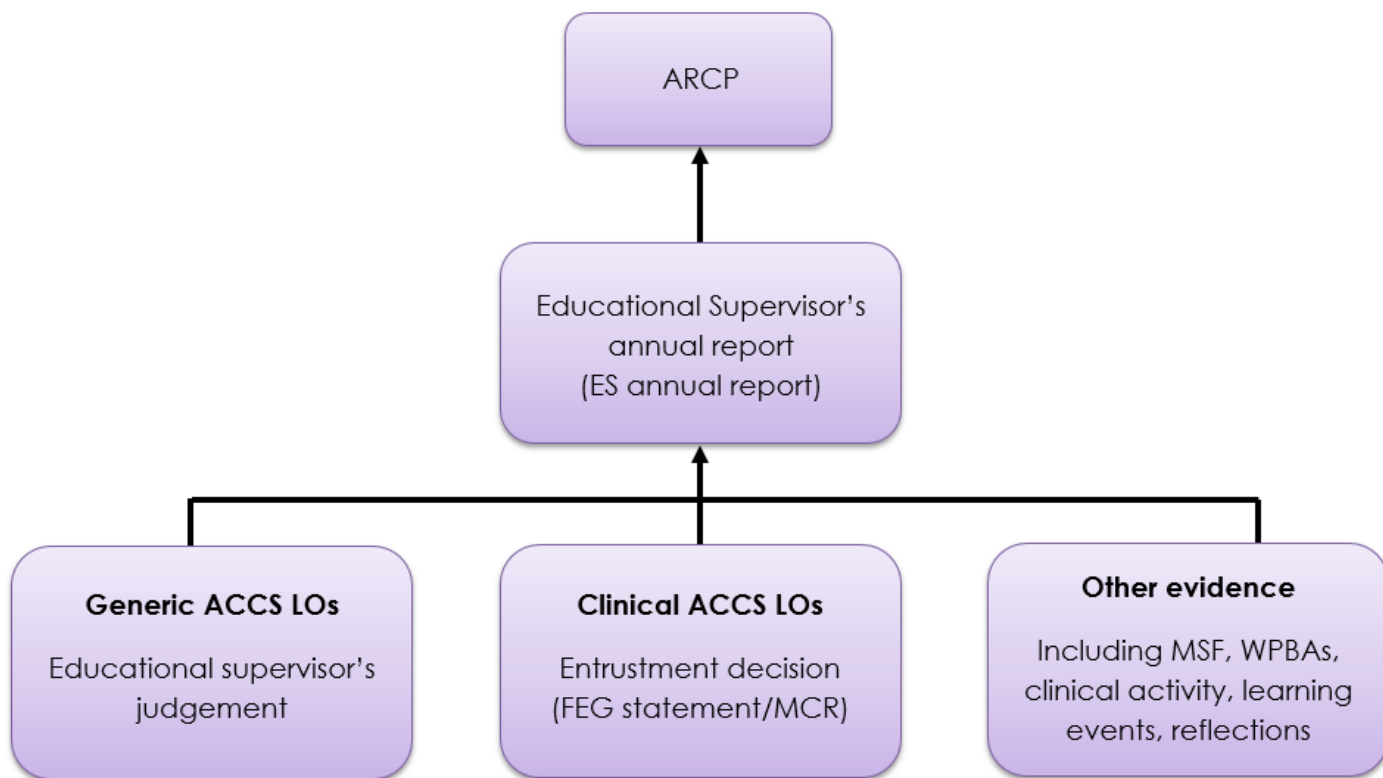 ARCP
Educational Supervisor’s
annual report
(ES annual report)
Generic ACCS LOs
Educational supervisor’s
judgement
Clinical ACCS LOs
Entrustment decision
(FEG statement/MCR)
Other evidence
Including MSF, WPBAs,
clinical activity, learning
events, reflections